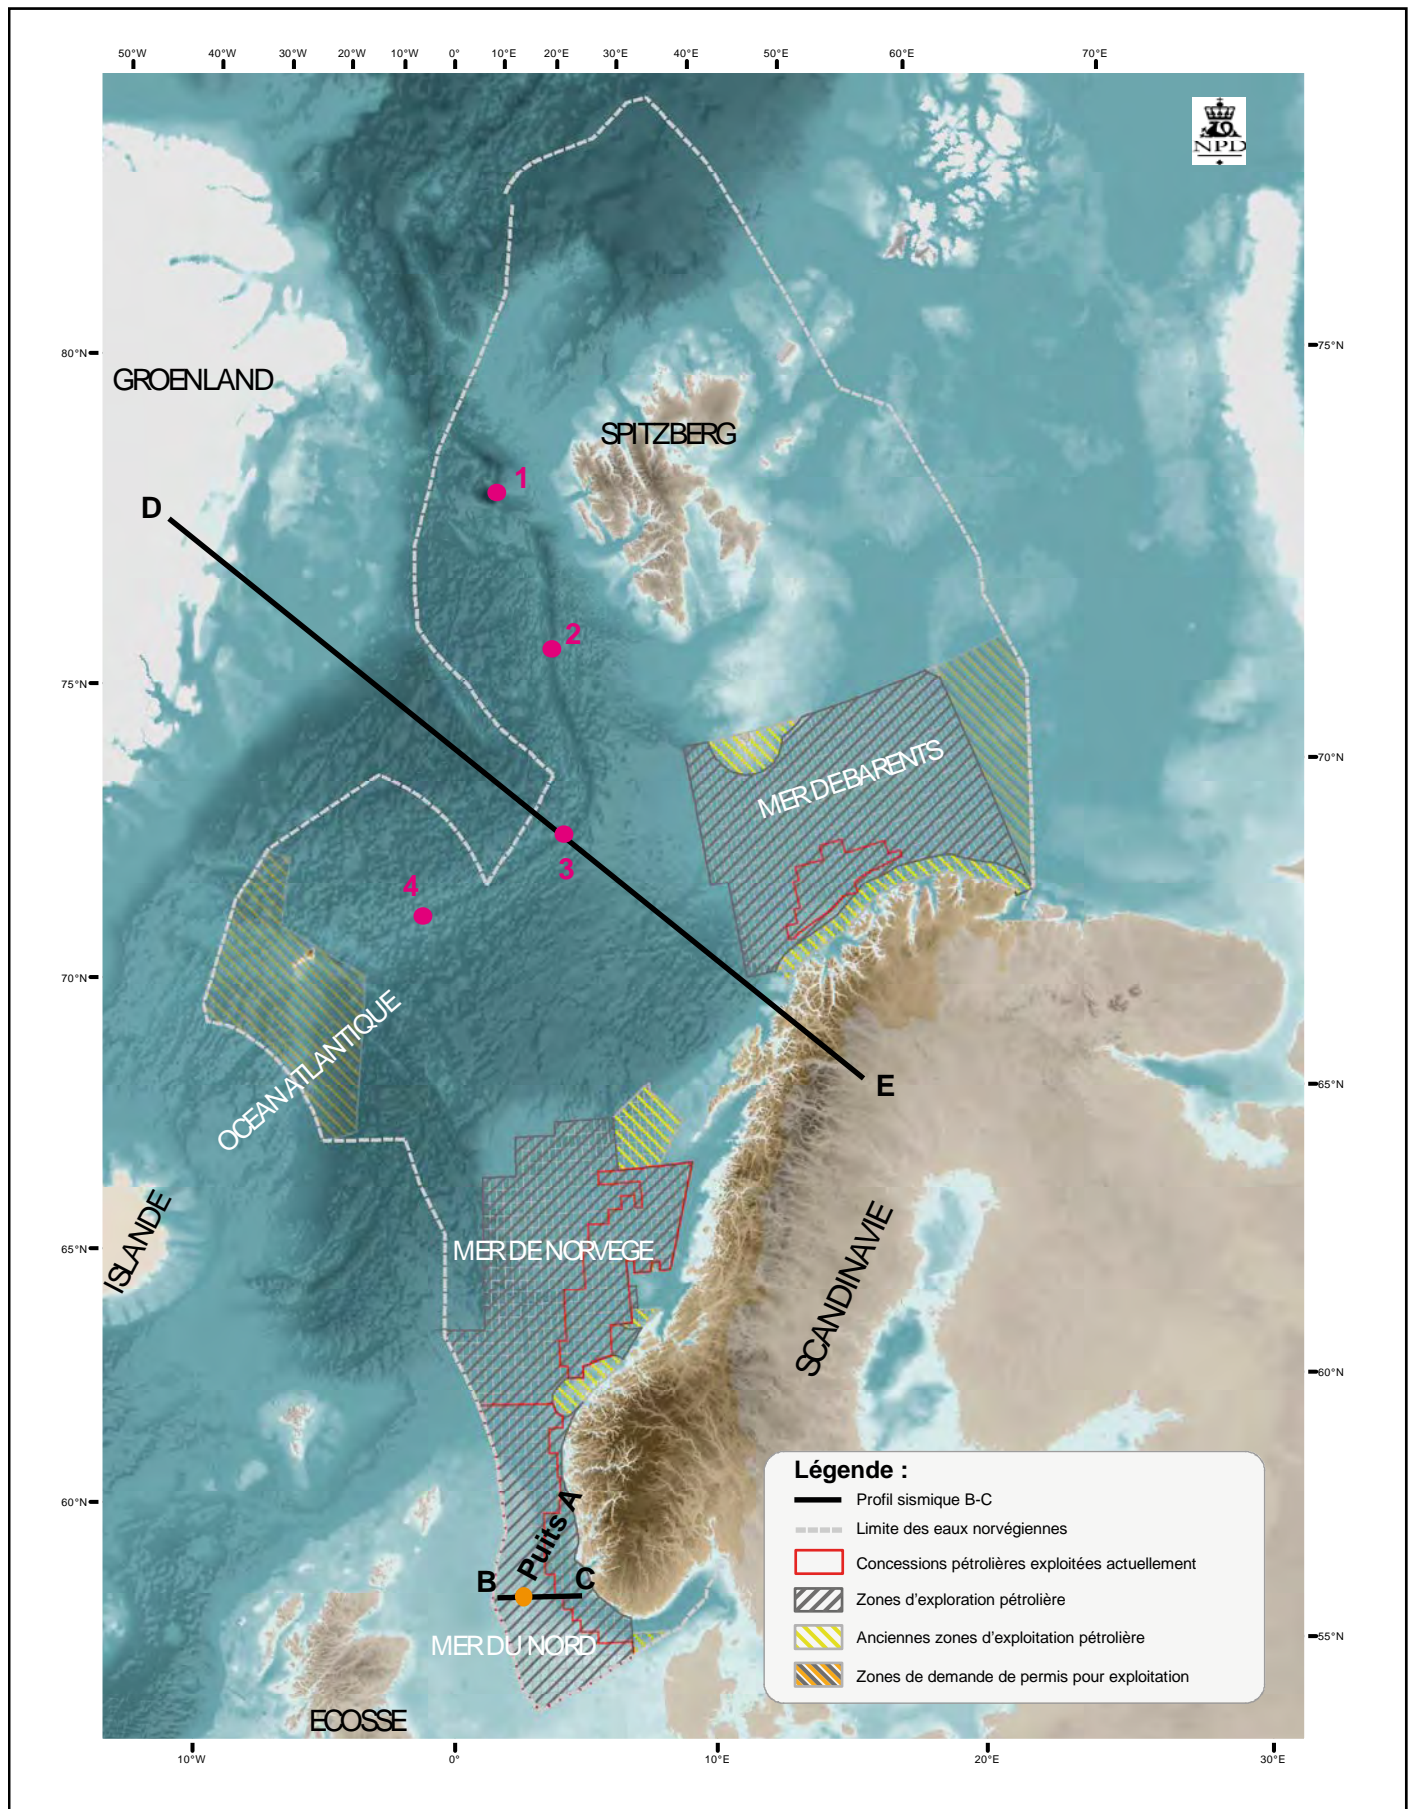 50°W 40°W 30°W 20°W 10°W 0° 10°E 20°E 30°E 40°E 50°E 60°E 70°E
NPD
80°N
75°N
GROENLAND
SPITZBERG
1
D
2
75°N
70°N
MER DE BARENTS
3
4
70°N
OCEAN ATLANTIQUE
E
65°N
ISLANDE
65°N
MER DE NORVEGE
SCANDINAVIE
60°N
60°N
Puits A
B
C
MER DU NORD
55°N
ECOSSE
Légende :
Profil sismique B-C
Limite des eaux norvégiennes
Concessions pétrolières exploitées actuellement
Zones d'exploration pétrolière
Anciennes zones d'exploitation pétrolière
Zones de demande de permis pour exploitation
10°W 0° 10°E 20°E 30°E